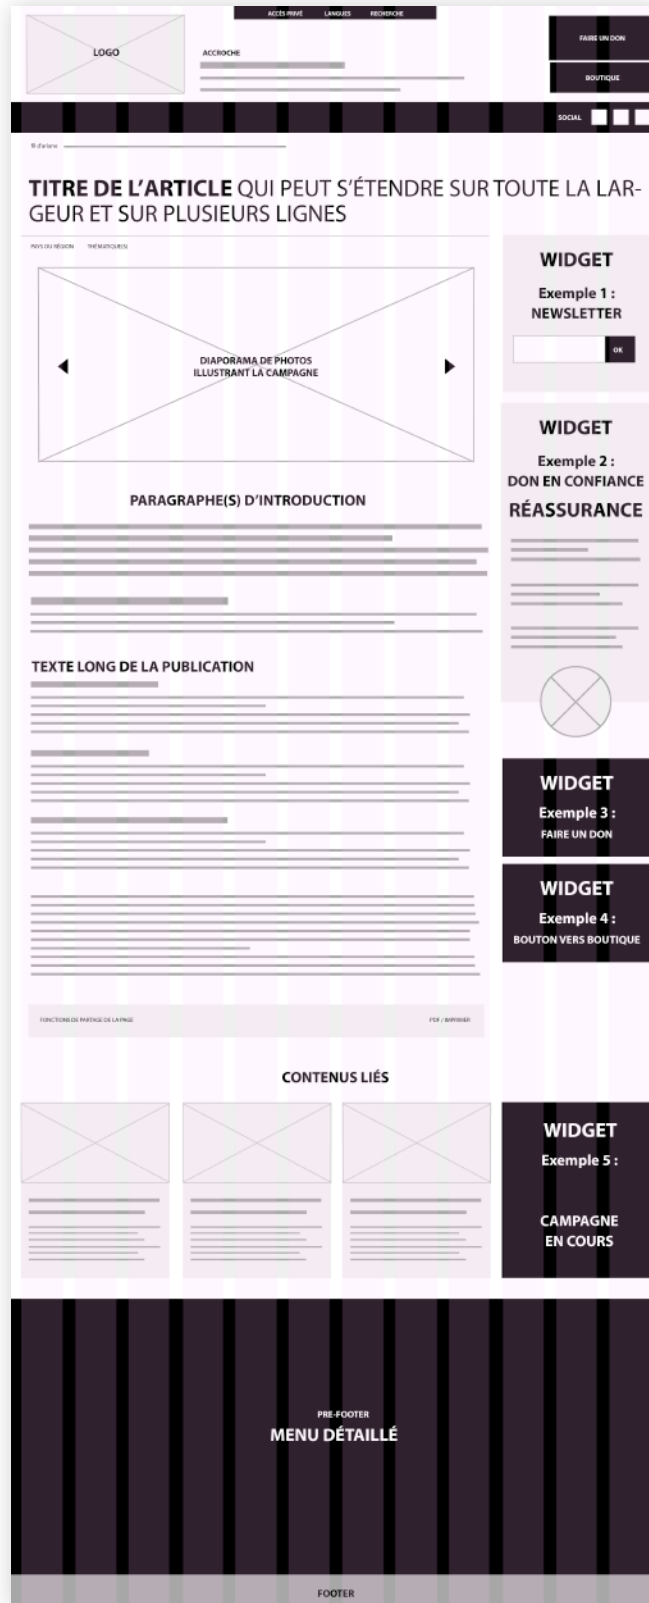 ACCÈS PRIVÉ LANGUES RECHERCHE
LOGO
ACCROCHE
FAIRE UN DON
BOUTIQUE
SOCIAL
fil d'ariane
TITRE DE L'ARTICLE QUI PEUT S'ÉTENDRE SUR TOUTE LA LAR-
GEUR ET SUR PLUSIEURS LIGNES
PAYS OU RÉGION THÉMATIQUE(S)
DIAPORAMA DE PHOTOS
ILLUSTRANT LA CAMPAGNE
WIDGET
Exemple 1 :
NEWSLETTER
OK
WIDGET
Exemple 2 :
DON EN CONFIANCE
RÉASSURANCE
PARAGRAPHE(S) D'INTRODUCTION
TEXTE LONG DE LA PUBLICATION
WIDGET
Exemple 3 :
FAIRE UN DON
WIDGET
Exemple 4 :
BOUTON VERS BOUTIQUE
FONCTIONS DE PARTAGE DE LA PAGE PDF / IMPRIMER
CONTENUS LIÉS
WIDGET
Exemple 5 :
CAMPAGNE
EN COURS
PRE-FOOTER
MENU DÉTAILLÉ
FOOTER